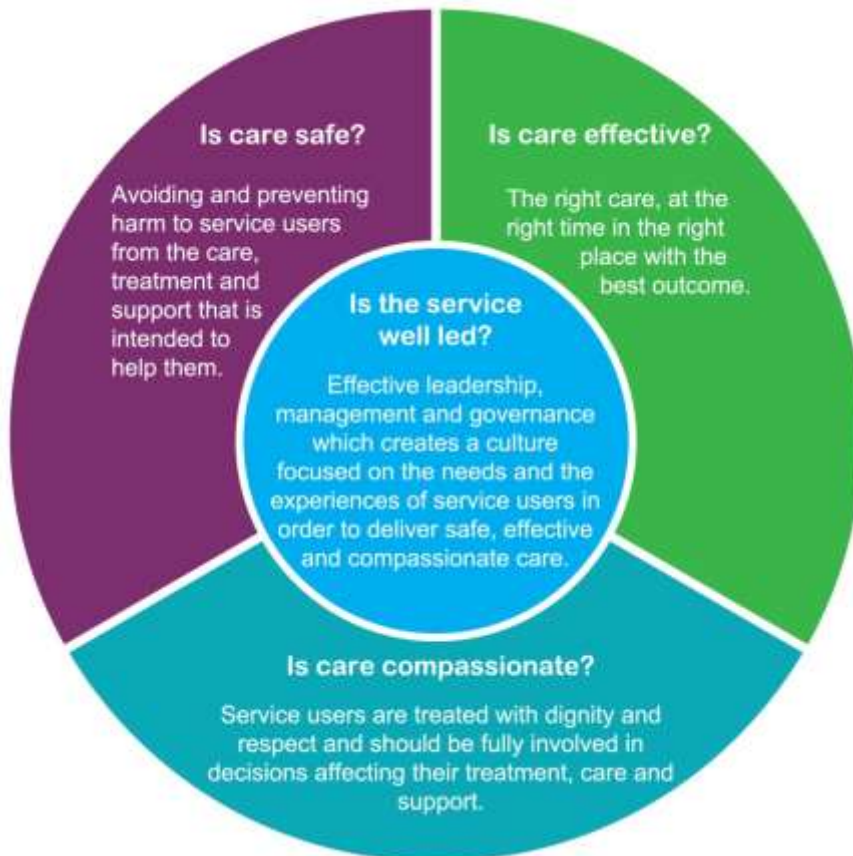 Is care safe?
Avoiding and preventing
harm to service users
from the care,
treatment and
support that is
intended to
help them.
Is care effective?
The right care, at the
right time in the right
place with the
best outcome.
Is the service
well led?
Effective leadership,
management and governance
which creates a culture
focused on the needs and the
experiences of service users in
order to deliver safe, effective
and compassionate care.
Is care compassionate?
Service users are treated with dignity and
respect and should be fully involved in
decisions affecting their treatment, care and
support.